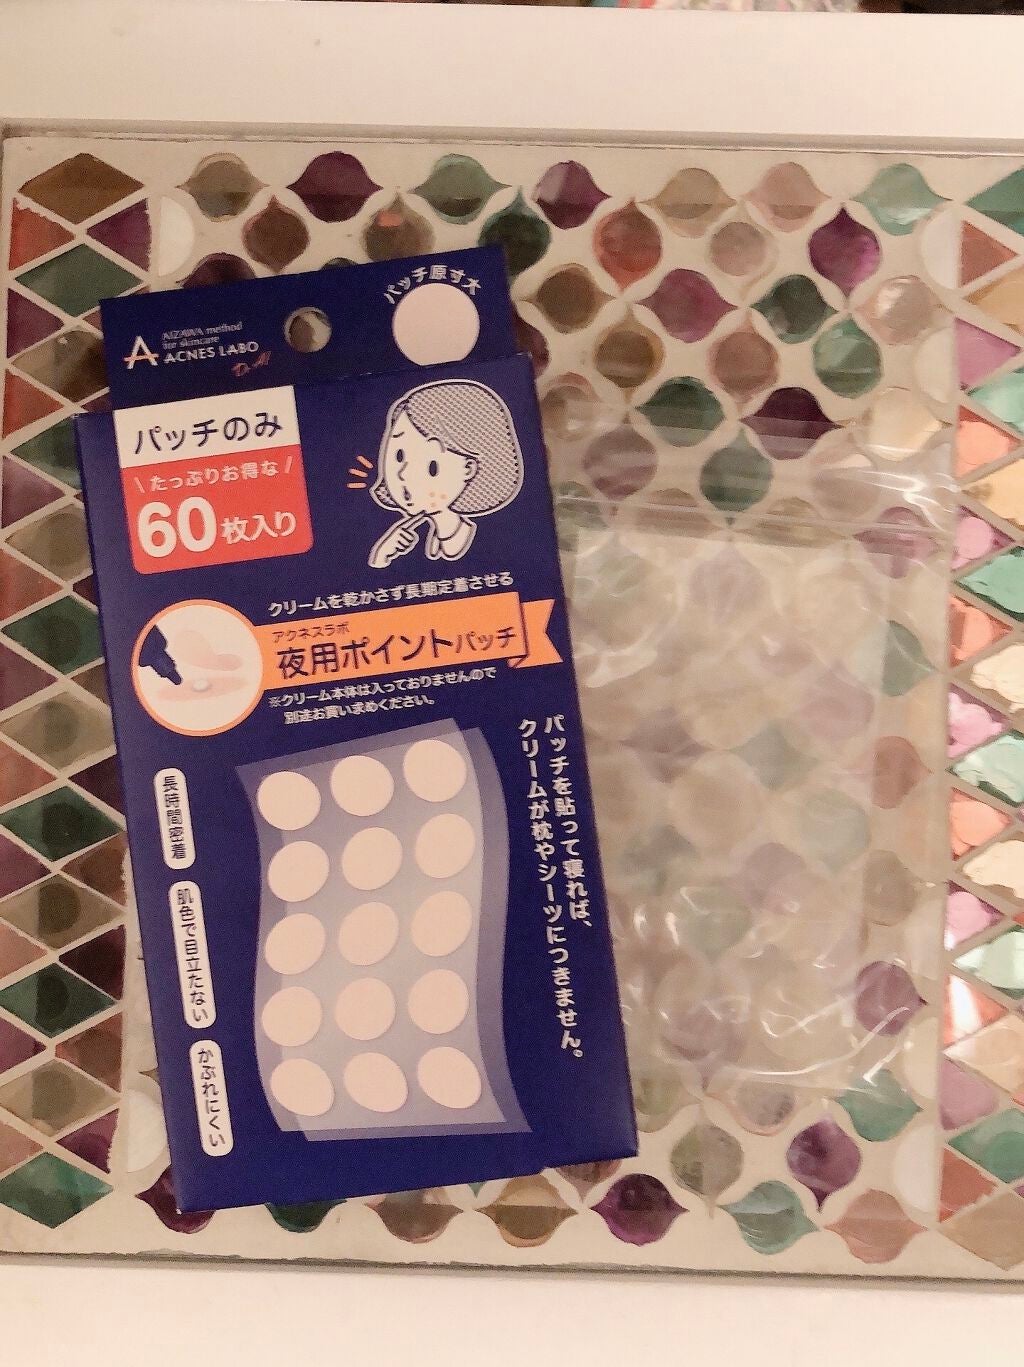 パッチ原寸大
AIZAWA method
for skincare
ACNES LABO
Dr. AI
パッチのみ
\ たっぷりお得な /
60枚入り
クリームを乾かさず長期定着させる
アクネスラボ
夜用ポイントパッチ
※クリーム本体は入っておりませんので
別途お買い求めください。
パッチを貼って寝れば、
クリームが枕やシーツにつきません。
長時間密着
肌色で目立たない
かぶれにくい